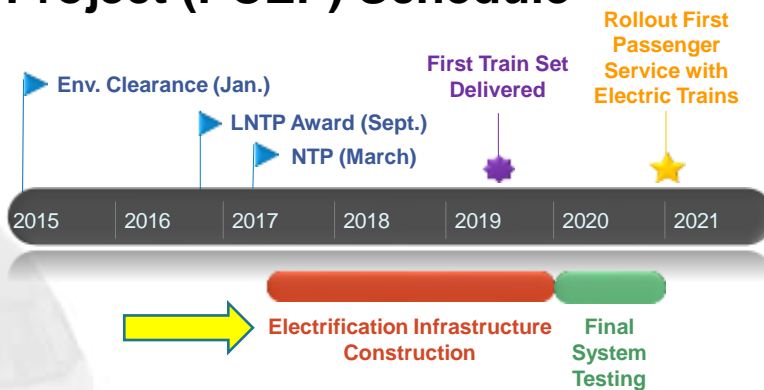 Project (PCEP) Schedule
Rollout First
Passenger
Service with
Electric Trains
First Train Set
Delivered
Env. Clearance (Jan.)
LNTP Award (Sept.)
NTP (March)
2015 2016 2017 2018 2019 2020 2021
Electrification Infrastructure
Construction
Final
System
Testing